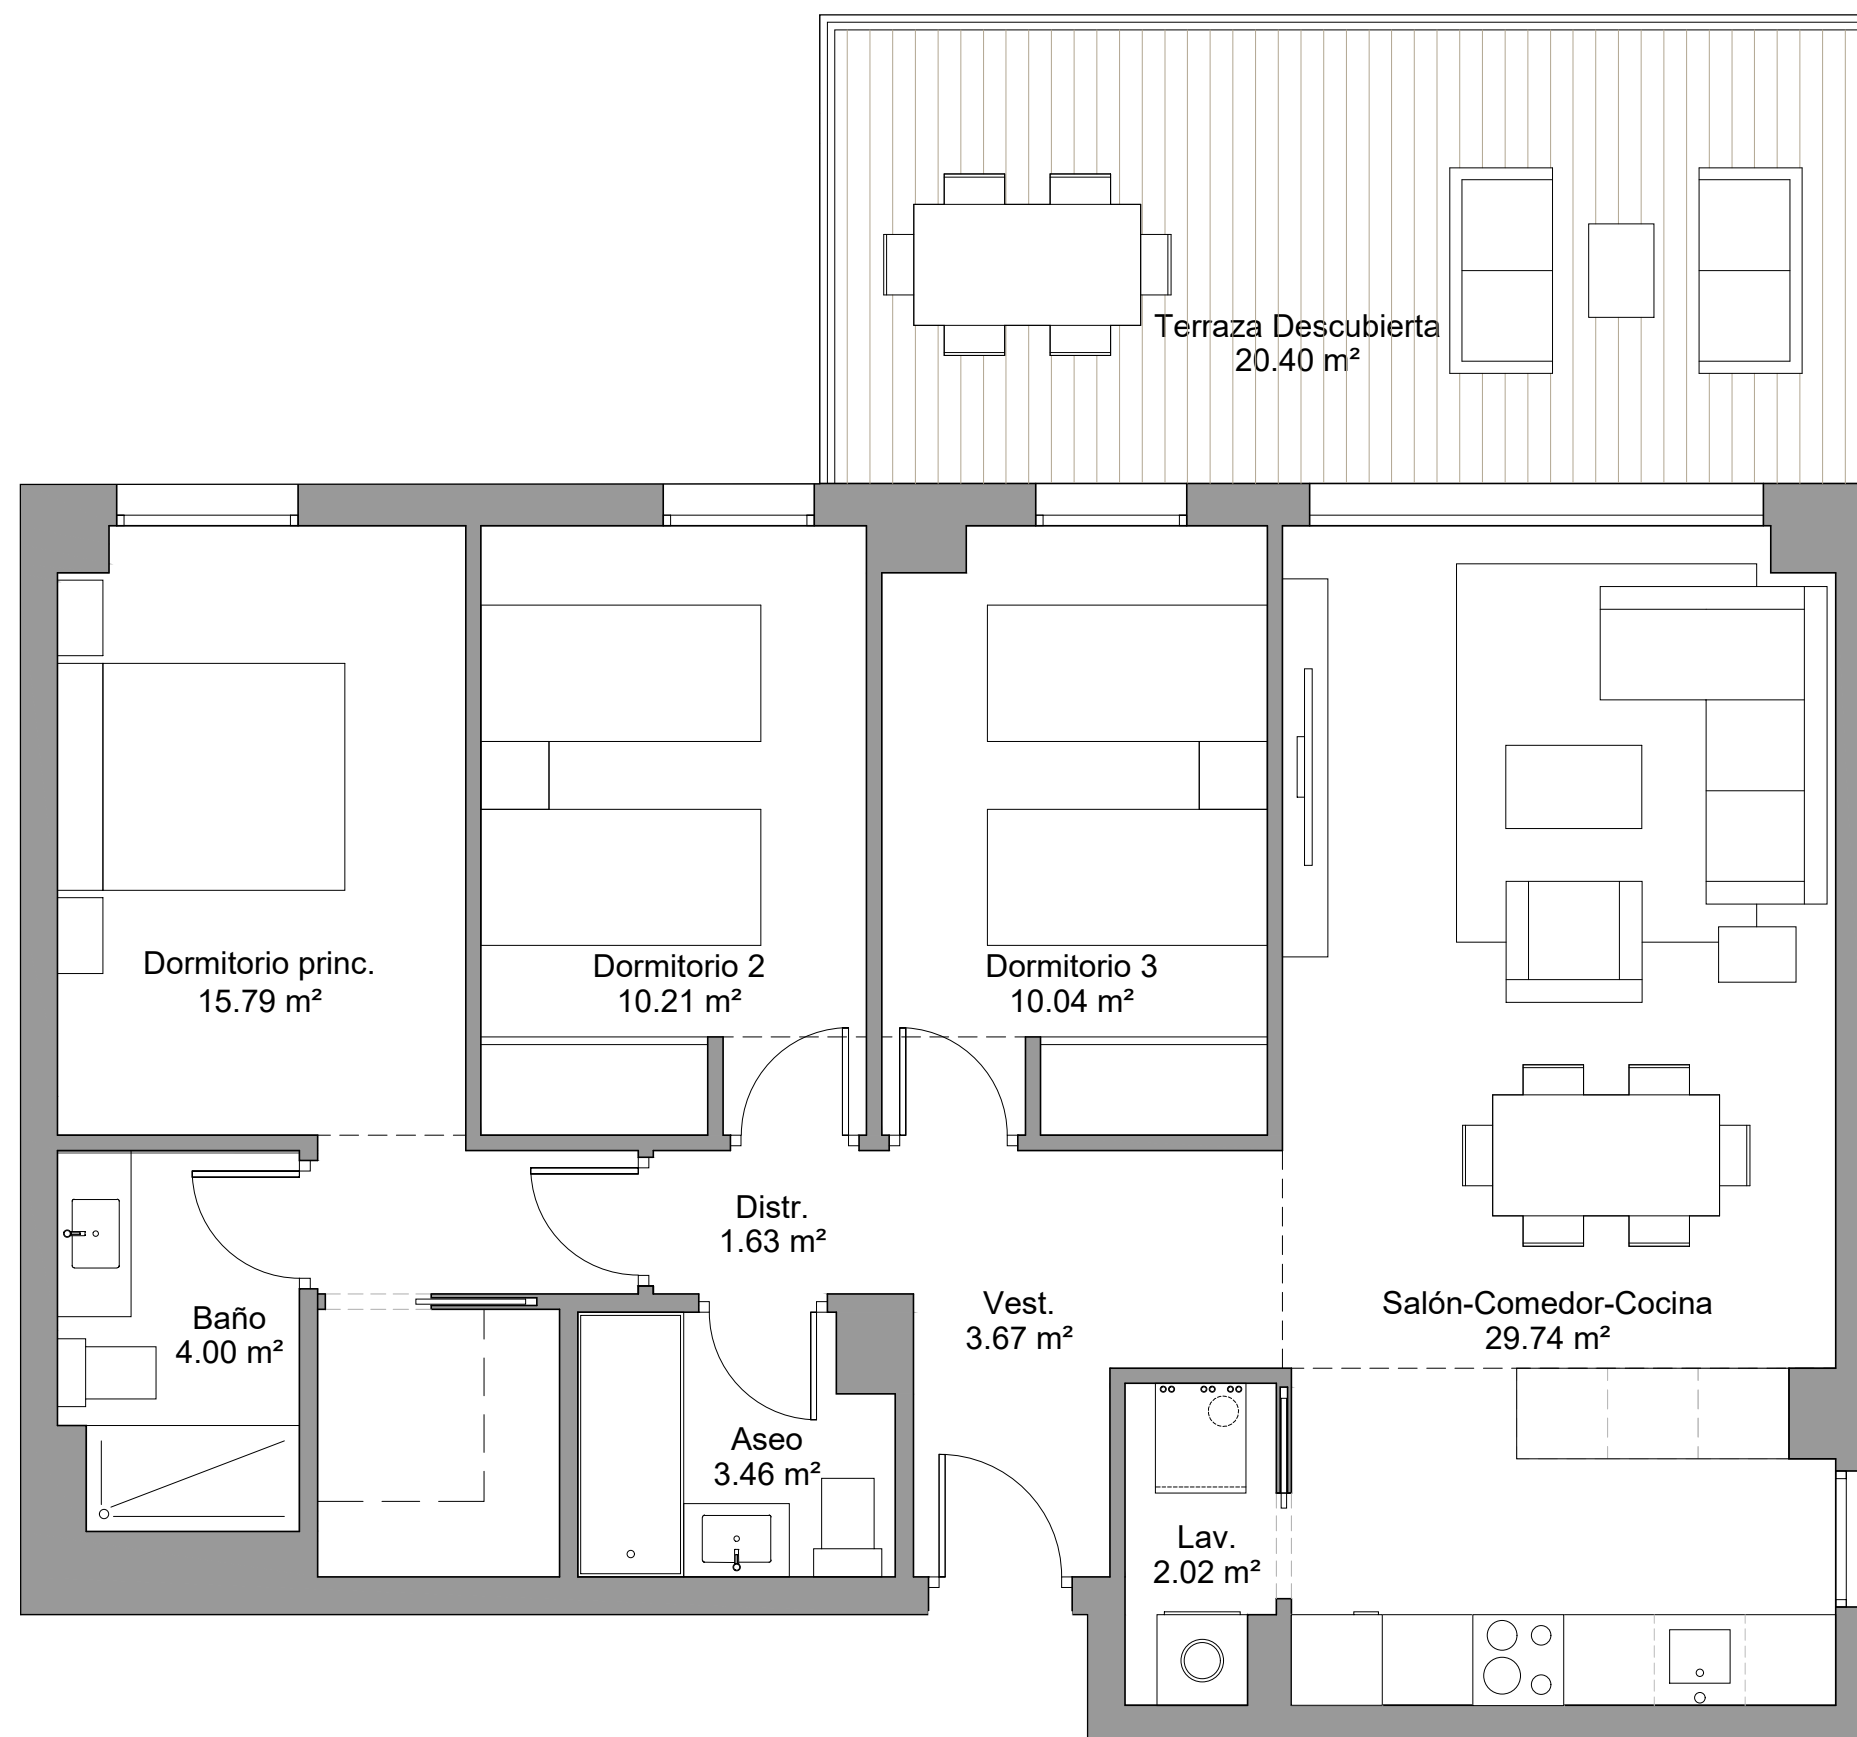 Terraza Descubierta
20.40 m²
Dormitorio princ.
15.79 m²
Dormitorio 2
10.21 m²
Dormitorio 3
10.04 m²
Distr.
1.63 m²
Baño
4.00 m²
Vest.
3.67 m²
Salón-Comedor-Cocina
29.74 m²
Aseo
3.46 m²
Lav.
2.02 m²